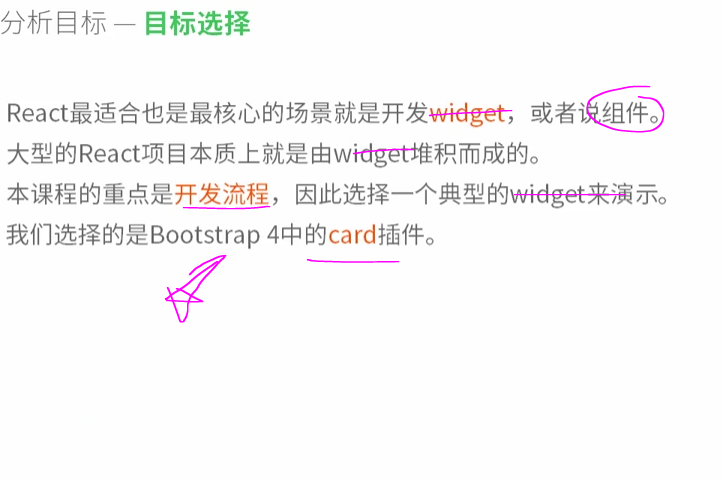 分析目标 — 目标选择
React最适合也是最核心的场景就是开发widget，或者说组件。
大型的React项目本质上就是由widget堆积而成的。
本课程的重点是开发流程，因此选择一个典型的widget来演示。
我们选择的是Bootstrap 4中的card插件。